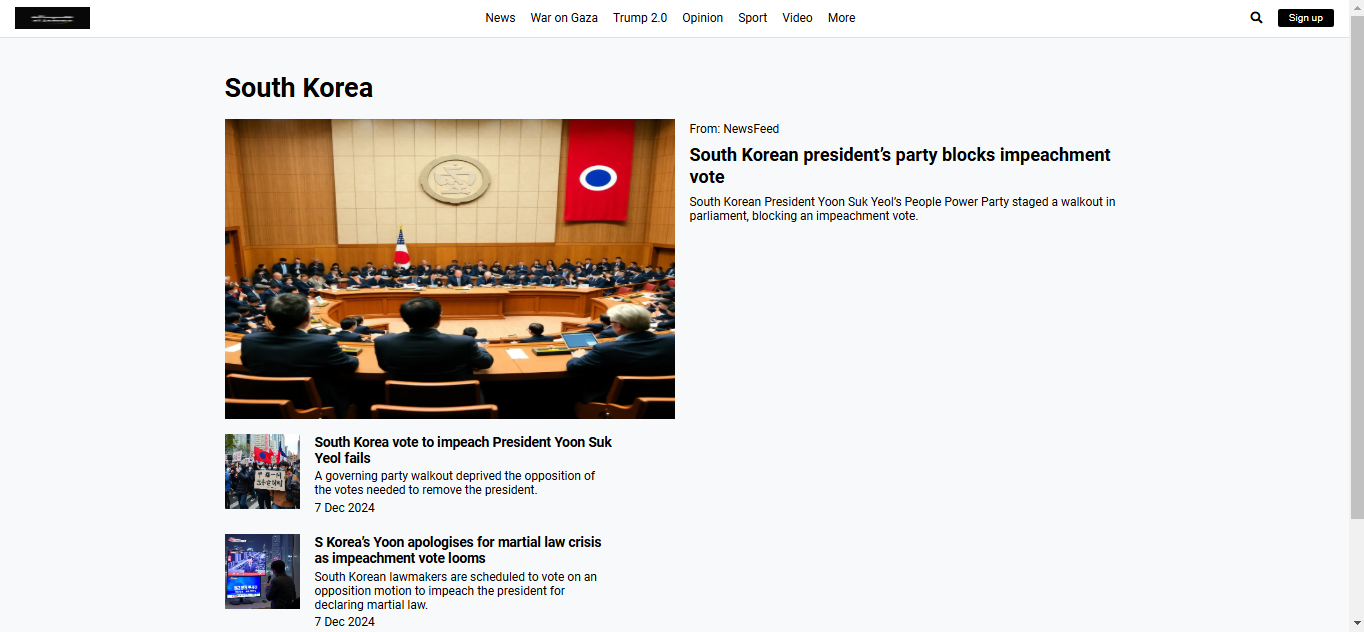 News War on Gaza Trump 2.0 Opinion Sport Video More
Sign up
South Korea
From: NewsFeed
South Korean president’s party blocks impeachment
vote
South Korean President Yoon Suk Yeol’s People Power Party staged a walkout in
parliament, blocking an impeachment vote.
South Korea vote to impeach President Yoon Suk
Yeol fails
A governing party walkout deprived the opposition of
the votes needed to remove the president.
7 Dec 2024
S Korea’s Yoon apologises for martial law crisis
as impeachment vote looms
South Korean lawmakers are scheduled to vote on an
opposition motion to impeach the president for
declaring martial law.
7 Dec 2024